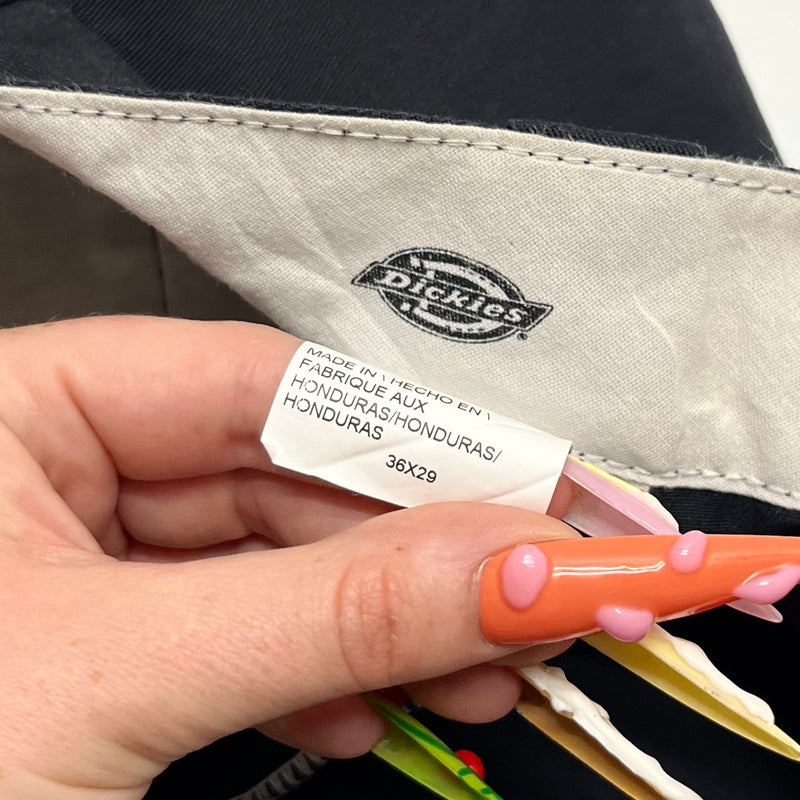 Dickies
MADE IN \ HECHO EN \
FABRIQUE AUX
HONDURAS/HONDURAS/
HONDURAS
36X29